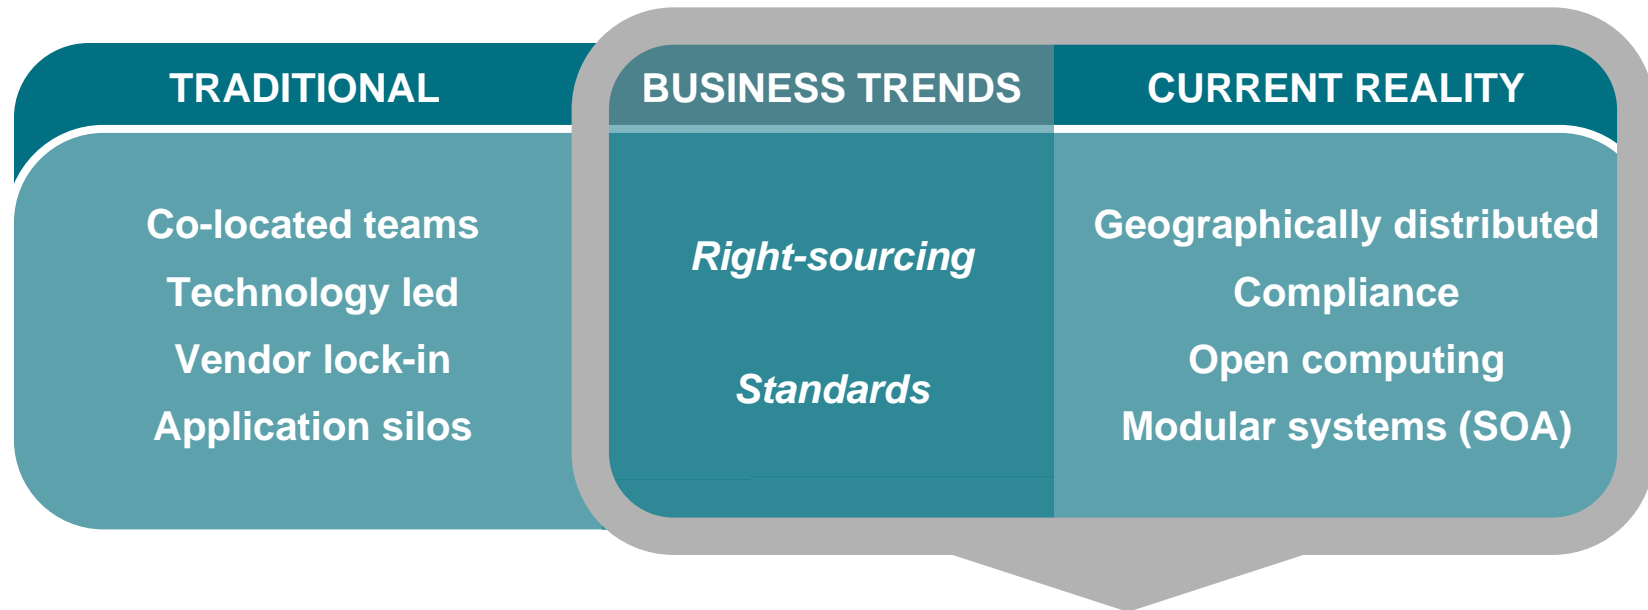 TRADITIONAL
Co-located teams
Technology led
Vendor lock-in
Application silos
BUSINESS TRENDS
Right-sourcing
Standards
CURRENT REALITY
Geographically distributed
Compliance
Open computing
Modular systems (SOA)